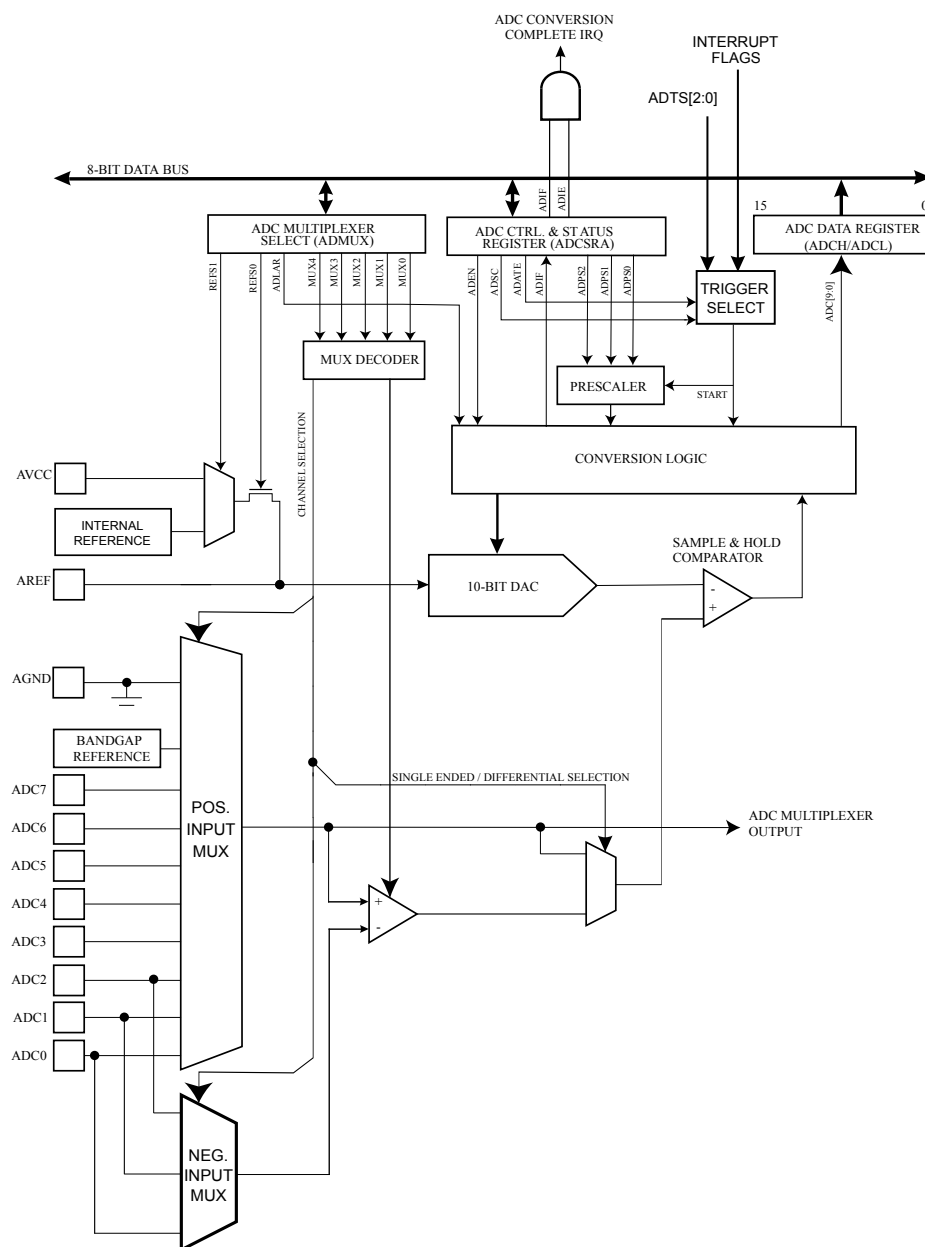 ADC CONVERSION
COMPLETE IRQ
INTERRUPT
FLAGS
ADTS[2:0]
8-BIT DATA BUS
ADIF
ADIE
15
0
ADC MULTIPLEXER
SELECT (ADMUX)
ADC CTRL. & STATUS
REGISTER (ADCSRA)
ADC DATA REGISTER
(ADCH/ADCL)
REFS1
REFS0
ADLAR
MUX4
MUX3
MUX2
MUX1
MUX0
ADEN
ADSC
ADATE
ADIF
ADPS2
ADPS1
ADPS0
TRIGGER
SELECT
ADC[9:0]
MUX DECODER
PRESCALER
START
CHANNEL SELECTION
CONVERSION LOGIC
AVCC
INTERNAL
REFERENCE
SAMPLE & HOLD
COMPARATOR
AREF
10-BIT DAC
-
+
AGND
BANDGAP
REFERENCE
SINGLE ENDED / DIFFERENTIAL SELECTION
ADC7
ADC6
ADC5
ADC4
ADC3
ADC2
ADC1
ADC0
POS.
INPUT
MUX
ADC MULTIPLEXER
OUTPUT
+
-
NEG.
INPUT
MUX